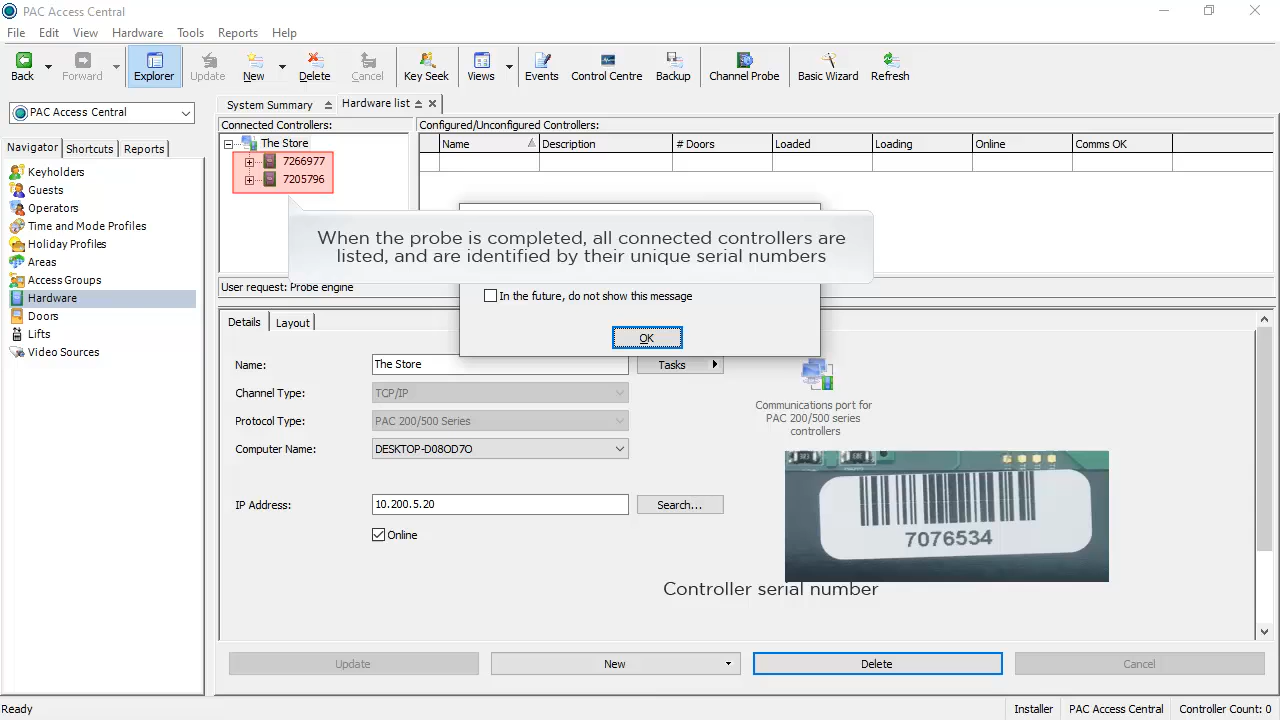 PAC Access Central
File Edit View Hardware Tools Reports Help
Back Forward Explorer Update New Delete Cancel Key Seek Views Events Control Centre Backup Channel Probe Basic Wizard Refresh
PAC Access Central
System Summary Hardware list
Navigator Shortcuts Reports
Keyholders
Guests
Operators
Time and Mode Profiles
Holiday Profiles
Areas
Access Groups
Hardware
Doors
Lifts
Video Sources
Connected Controllers:
The Store
7266977
7205796
Configured/Unconfigured Controllers:
Name Description # Doors Loaded Loading Online Comms OK
When the probe is completed, all connected controllers are
listed, and are identified by their unique serial numbers
User request: Probe engine
In the future, do not show this message
OK
Details Layout
Name: The Store Tasks
Channel Type: TCP/IP
Protocol Type: PAC 200/500 Series
Computer Name: DESKTOP-D08OD7O
IP Address: 10.200.5.20 Search...
Online
Communications port for
PAC 200/500 series
controllers
7076534
Controller serial number
Update New Delete Cancel
Ready Installer PAC Access Central Controller Count: 0